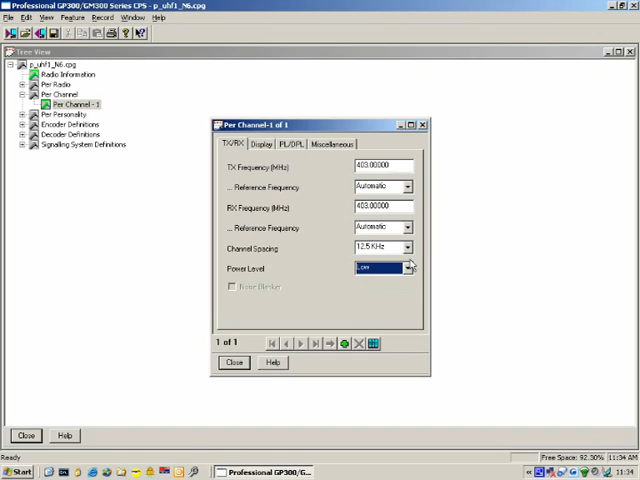 Professional GP300/GM300 Series CPS - p_uhf1_N6.cpg
File Edit View Feature Record Window Help
Tree View
p_uhf1_N6.cpg
Radio Information
Per Radio
Per Channel
Per Channel - 1
Per Personality
Encoder Definitions
Decoder Definitions
Signalling System Definitions
Per Channel-1 of 1
TX/RX Display PL/DPL Miscellaneous
TX Frequency (MHz) 403.00000
... Reference Frequency Automatic
RX Frequency (MHz) 403.00000
... Reference Frequency Automatic
Channel Spacing 12.5 KHz
Power Level Low
Noise Blanker
1 of 1
Close Help
Close Help
Ready Free Space: 92.30% 11:34 AM
Start Professional GP300/G... 11:34